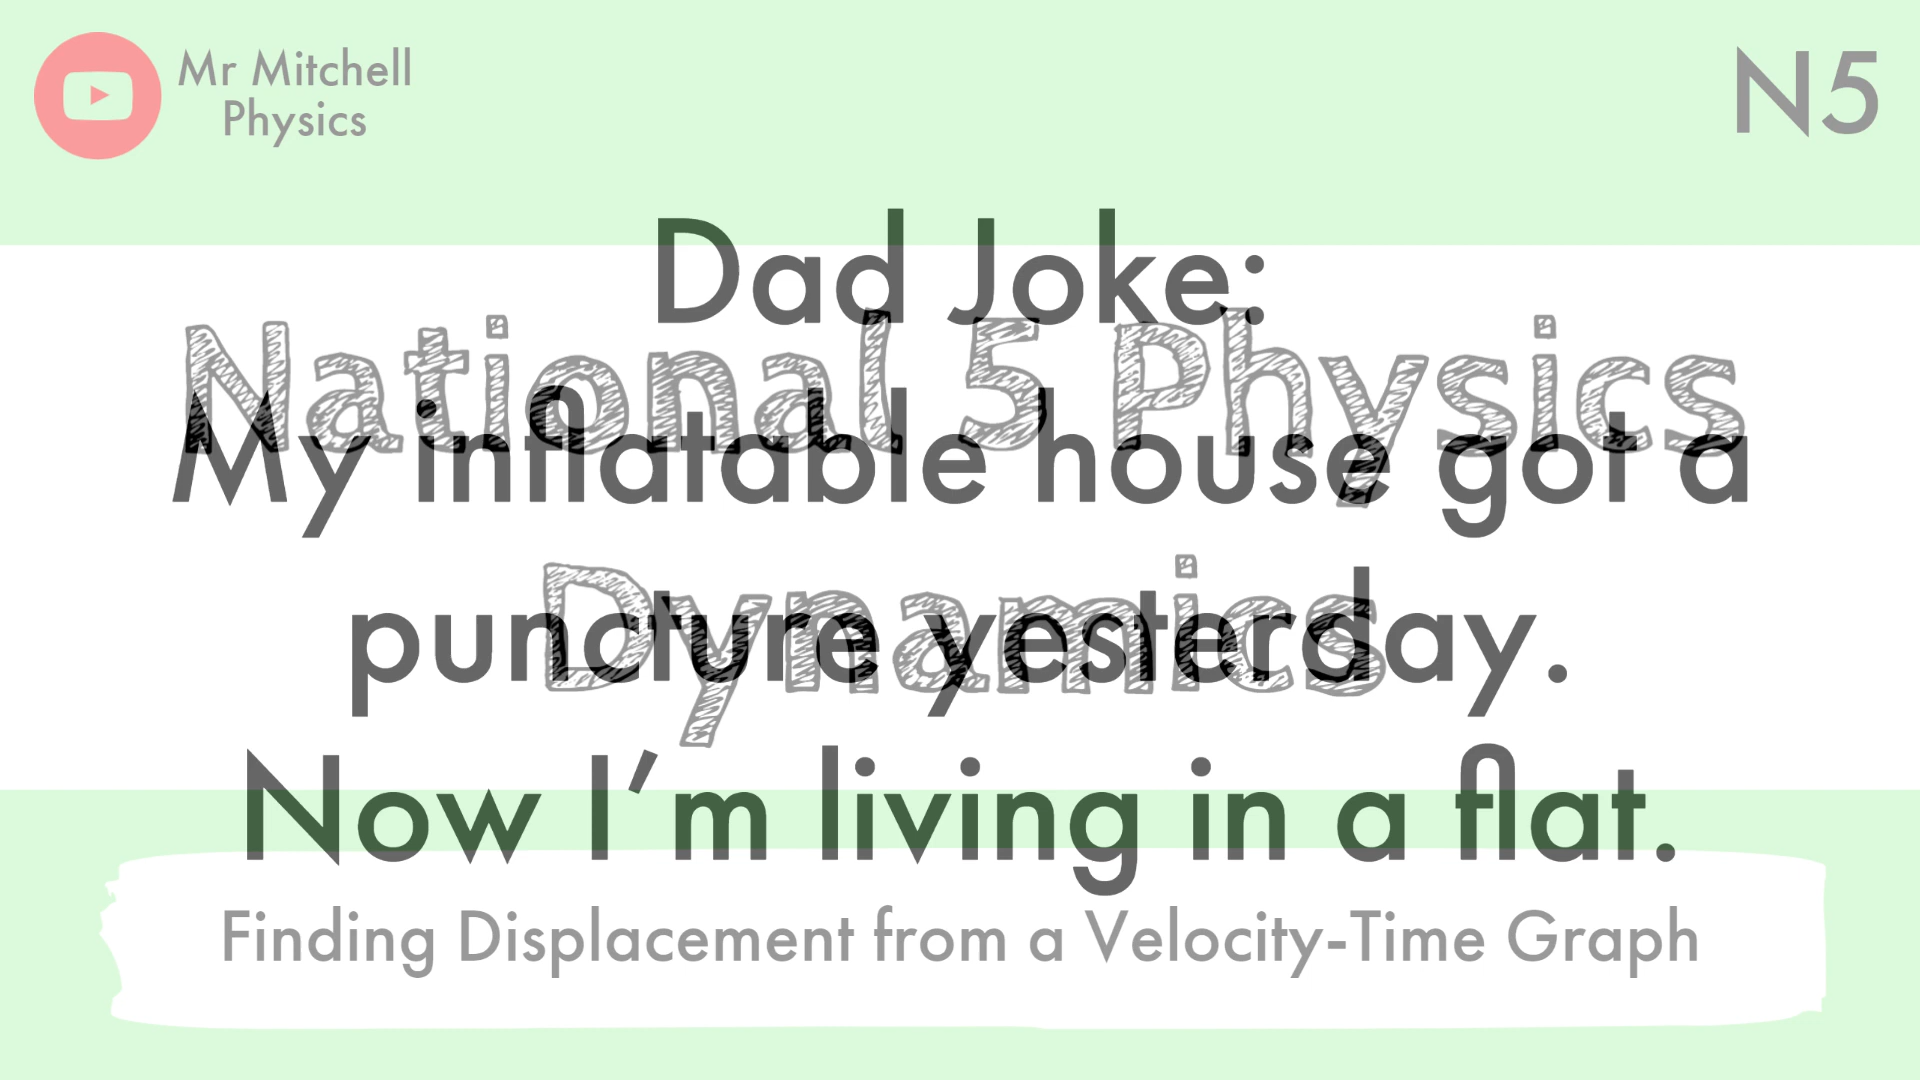 Mr Mitchell
Physics
N5
Dad Joke:
National 5 Physics
My inflatable house got a
Dynamics
puncture yesterday.
Now I’m living in a flat.
Finding Displacement from a Velocity-Time Graph